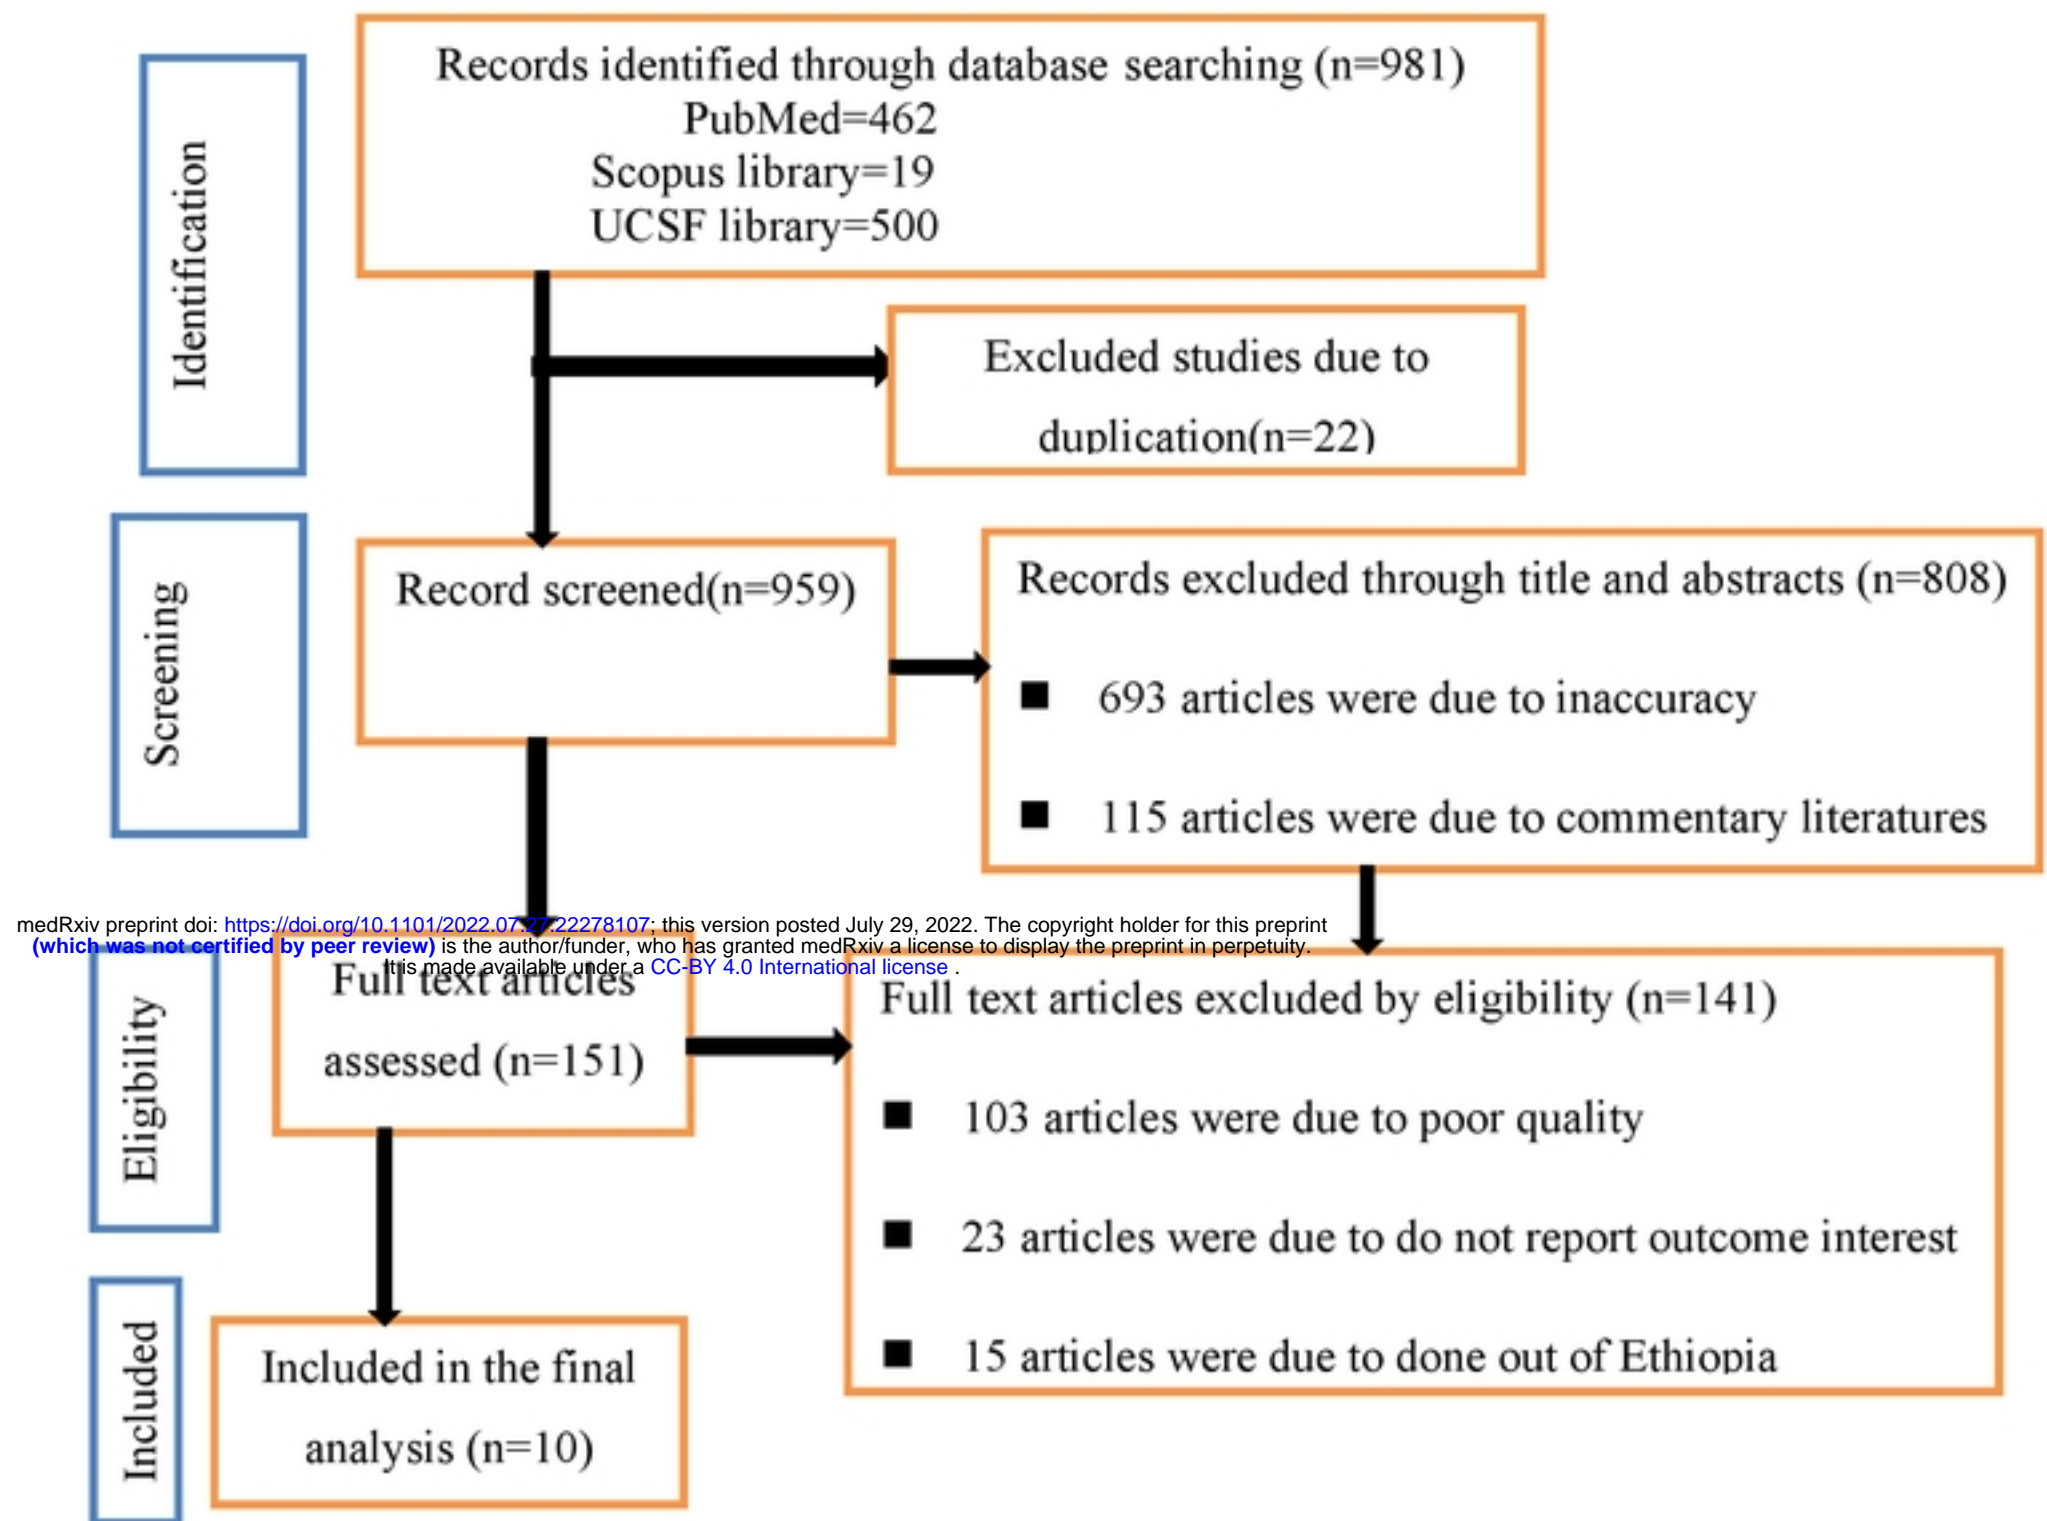 Identification
Records identified through database searching (n=981)
PubMed=462
Scopus library=19
UCSF library=500
Excluded studies due to
duplication(n=22)
Screening
Record screened(n=959)
Records excluded through title and abstracts (n=808)
■ 693 articles were due to inaccuracy
■ 115 articles were due to commentary literatures
medRxiv preprint doi: https://doi.org/10.1101/2022.07.27.22278107; this version posted July 29, 2022. The copyright holder for this preprint
(which was not certified by peer review) is the author/funder, who has granted medRxiv a license to display the preprint in perpetuity.
It is made available under a CC-BY 4.0 International license .
Eligibility
Full text articles
assessed (n=151)
Full text articles excluded by eligibility (n=141)
■ 103 articles were due to poor quality
■ 23 articles were due to do not report outcome interest
■ 15 articles were due to done out of Ethiopia
Included
Included in the final
analysis (n=10)